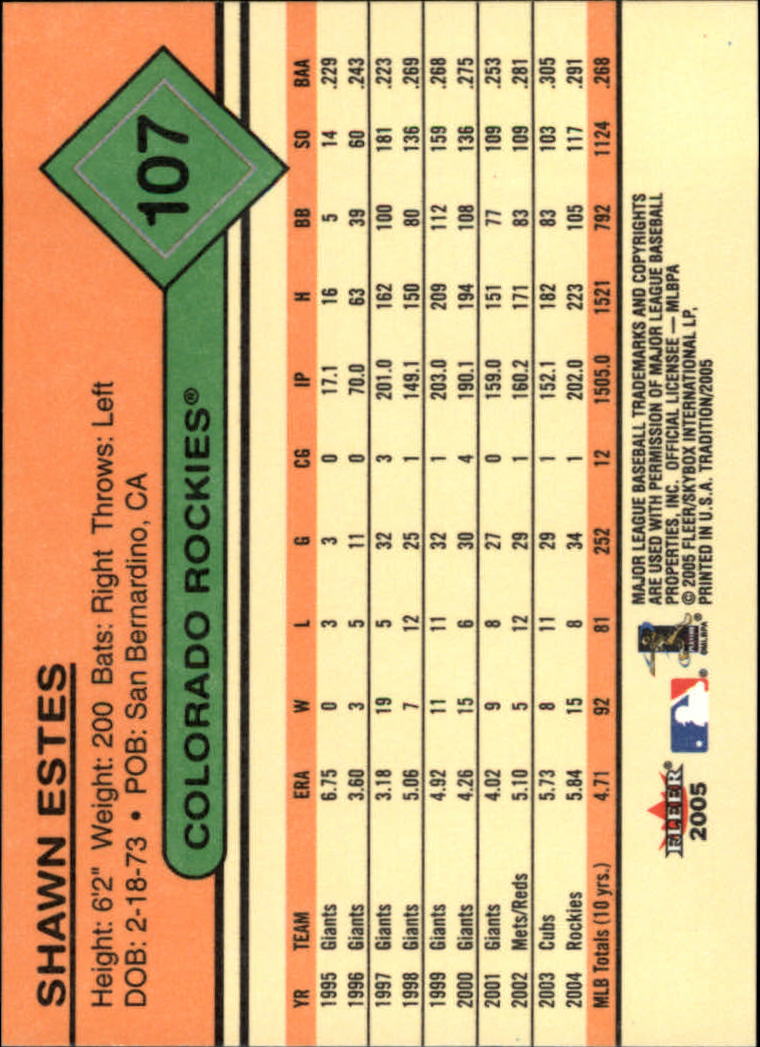 SHAWN ESTES
107
Height: 6'2" Weight: 200 Bats: Right Throws: Left
DOB: 2-18-73 • POB: San Bernardino, CA
COLORADO ROCKIES®
YR TEAM ERA W L G CG IP H BB SO BAA
1995 Giants 6.75 0 3 3 0 17.1 16 5 14 .229
1996 Giants 3.60 3 5 11 0 70.0 63 39 60 .243
1997 Giants 3.18 19 5 32 3 201.0 162 100 181 .223
1998 Giants 5.06 7 12 25 1 149.1 150 80 136 .269
1999 Giants 4.92 11 11 32 1 203.0 209 112 159 .268
2000 Giants 4.26 15 6 30 4 190.1 194 108 136 .275
2001 Giants 4.02 9 8 27 0 159.0 151 77 109 .253
2002 Mets/Reds 5.10 5 12 29 1 160.2 171 83 109 .281
2003 Cubs 5.73 8 11 29 1 152.1 182 83 103 .305
2004 Rockies 5.84 15 8 34 1 202.0 223 105 117 .291
MLB Totals (10 yrs.) 4.71 92 81 252 12 1505.0 1521 792 1124 .268
FLEER®
2005
®
®
©MLBPA
MAJOR LEAGUE BASEBALL TRADEMARKS AND COPYRIGHTS
ARE USED WITH PERMISSION OF MAJOR LEAGUE BASEBALL
PROPERTIES, INC. OFFICIAL LICENSEE — MLBPA
© 2005 FLEER/SKYBOX INTERNATIONAL LP,
PRINTED IN U.S.A. TRADITION/2005